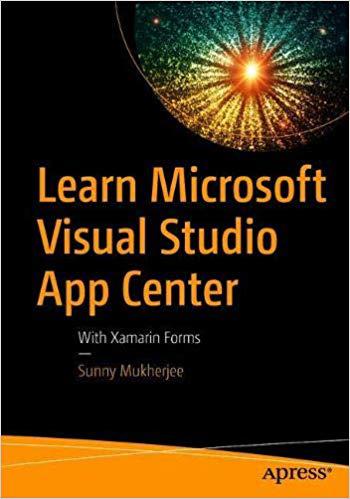 Learn Microsoft
Visual Studio
App Center
With Xamarin Forms
—
Sunny Mukherjee
Apress®